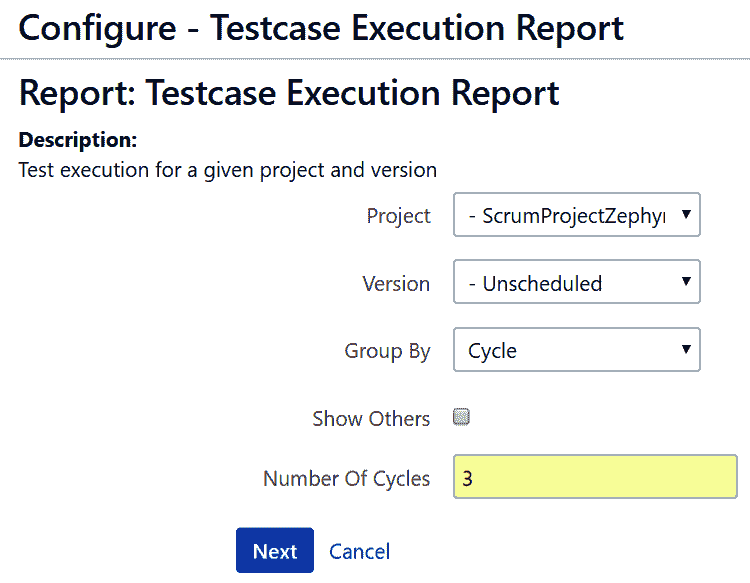 Configure - Testcase Execution Report
Report: Testcase Execution Report
Description:
Test execution for a given project and version
Project - ScrumProjectZephyr
Version - Unscheduled
Group By Cycle
Show Others
Number Of Cycles 3
Next Cancel